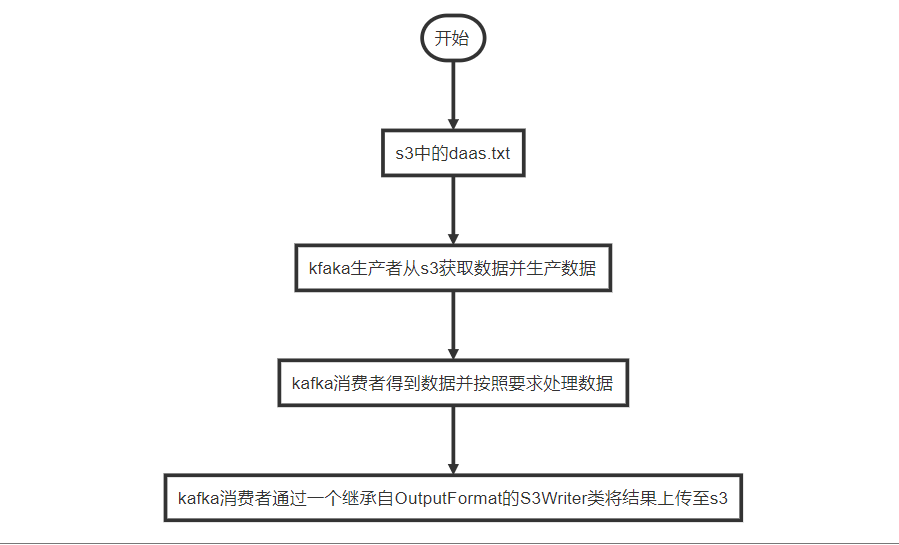 开始
s3中的daas.txt
kfaka生产者从s3获取数据并生产数据
kafka消费者得到数据并按照要求处理数据
kafka消费者通过一个继承自OutputFormat的S3Writer类将结果上传至s3